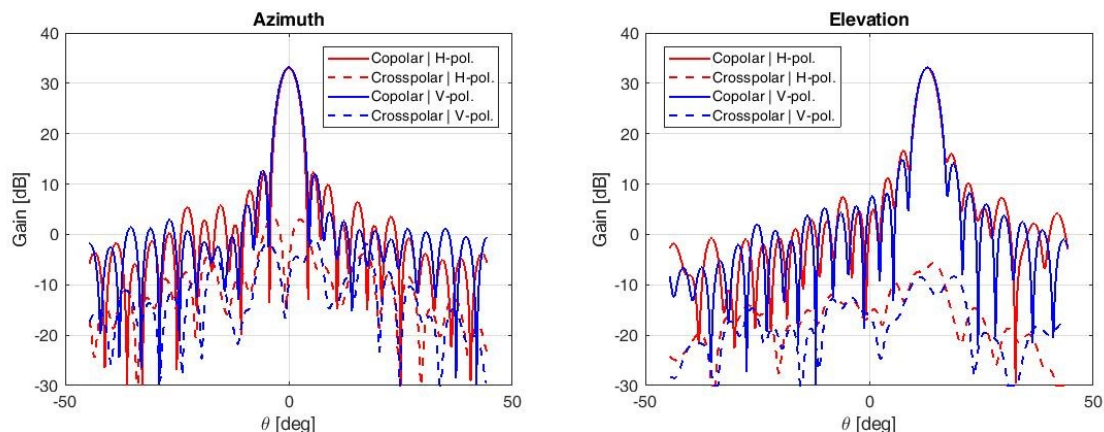 Azimuth
40
30
20
10
0
-10
-20
-30
Gain [dB]
-50
0
50
θ [deg]
Copolar | H-pol.
Crosspolar | H-pol.
Copolar | V-pol.
Crosspolar | V-pol.
Elevation
40
30
20
10
0
-10
-20
-30
Gain [dB]
-50
0
50
θ [deg]
Copolar | H-pol.
Crosspolar | H-pol.
Copolar | V-pol.
Crosspolar | V-pol.